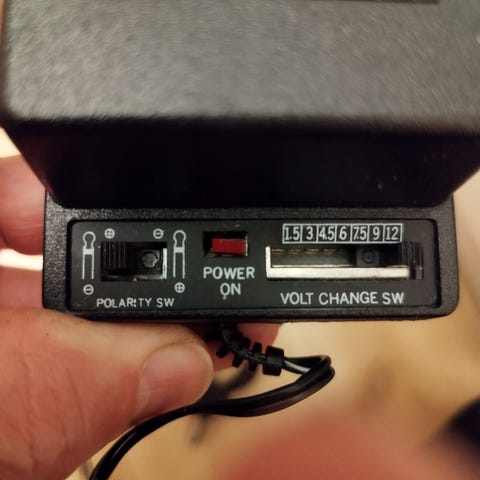 1.5 3 4.5 6 7.5 9 12
⊕ ⊖
⊖ ⊕
POLARITY SW
POWER
ON
VOLT CHANGE SW